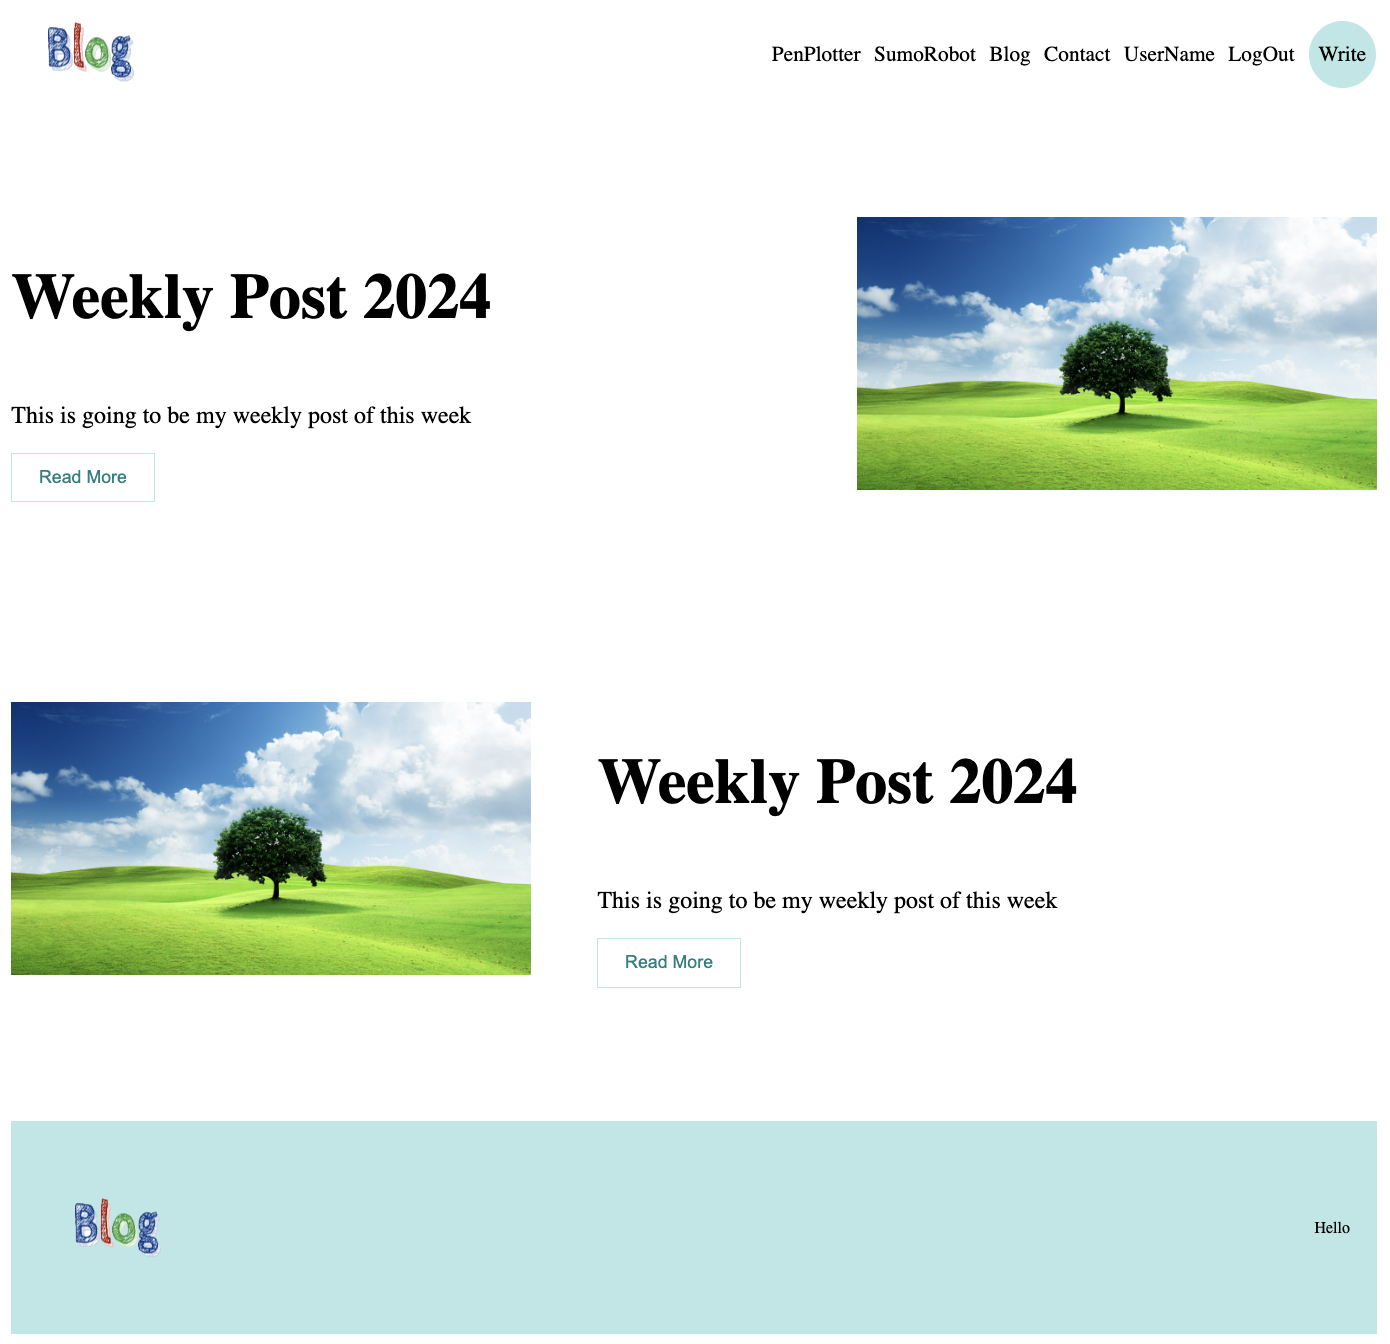 Blog
PenPlotter SumoRobot Blog Contact UserName LogOut Write
Weekly Post 2024
This is going to be my weekly post of this week
Read More
Weekly Post 2024
This is going to be my weekly post of this week
Read More
Blog
Hello